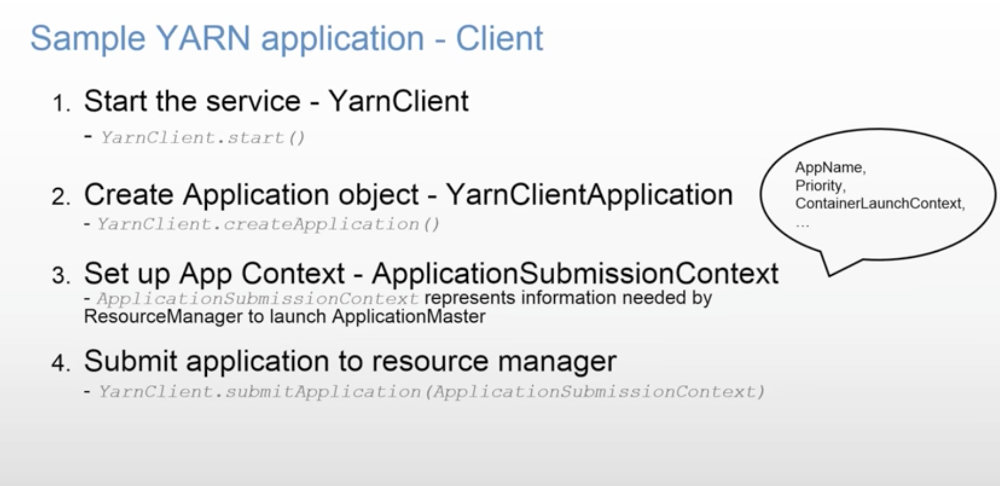 Sample YARN application - Client
1. Start the service - YarnClient
- YarnClient.start()
2. Create Application object - YarnClientApplication
- YarnClient.createApplication()
AppName,
Priority,
ContainerLaunchContext,
...
3. Set up App Context - ApplicationSubmissionContext
- ApplicationSubmissionContext represents information needed by
ResourceManager to launch ApplicationMaster
4. Submit application to resource manager
- YarnClient.submitApplication(ApplicationSubmissionContext)